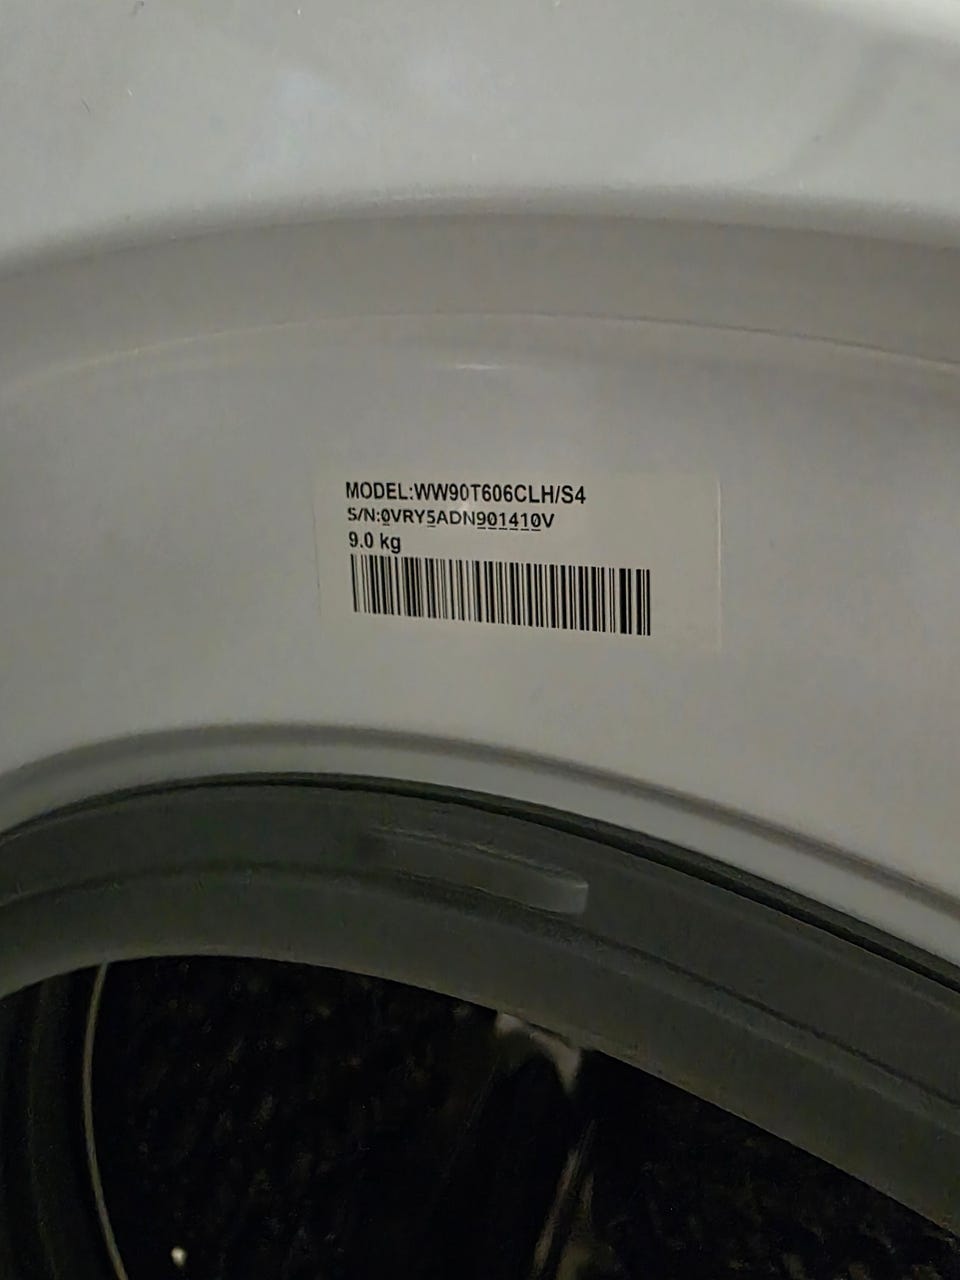 MODEL:WW90T606CLH/S4
S/N:0VRY5ADN901410V
9.0 kg